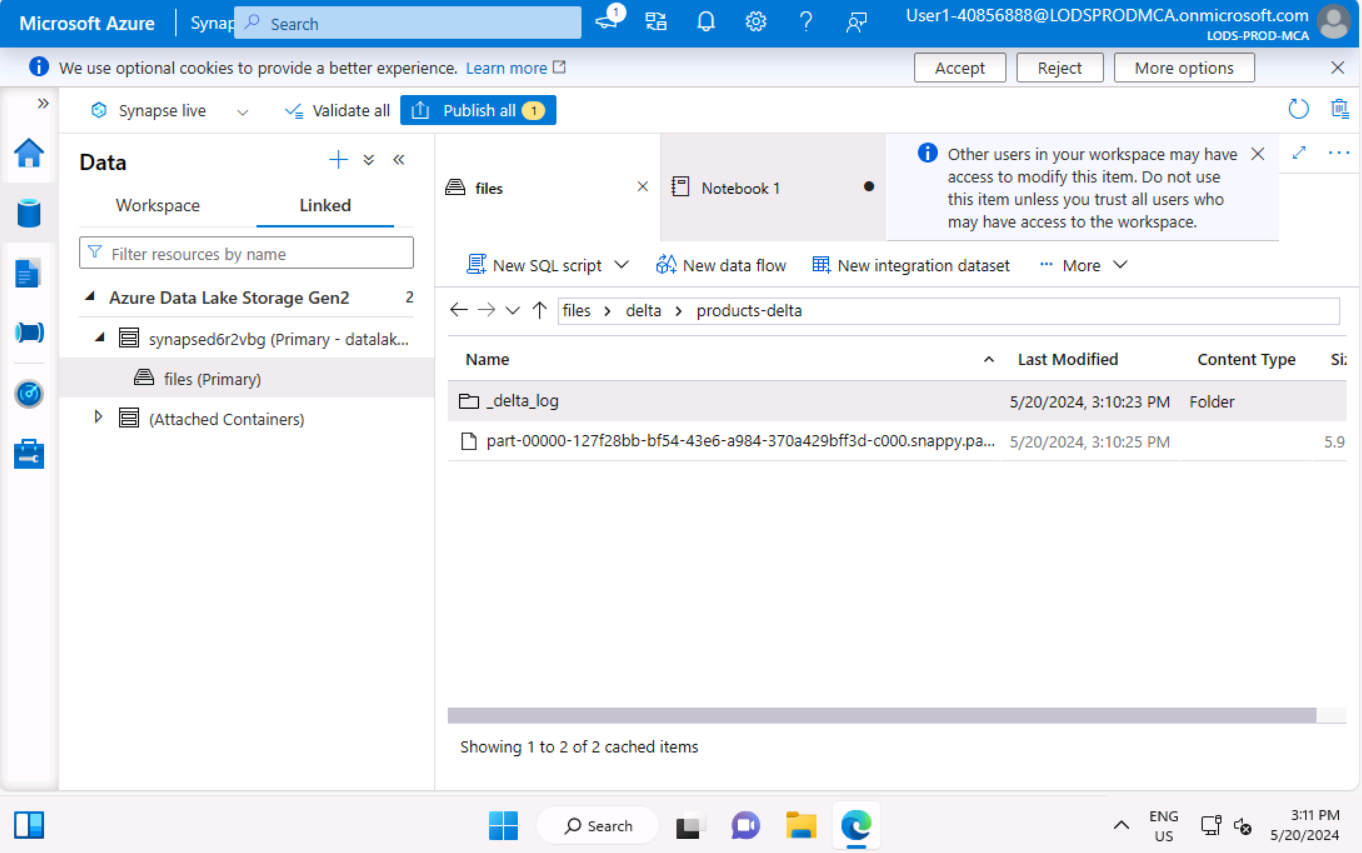 Microsoft Azure
Synap
Search
1
User1-40856888@LODSPRODMCA.onmicrosoft.com
LODS-PROD-MCA
We use optional cookies to provide a better experience. Learn more
Accept
Reject
More options
Synapse live
Validate all
Publish all 1
Data
Workspace
Linked
Filter resources by name
Azure Data Lake Storage Gen2 2
synapsed6r2vbg (Primary - datalak...
files (Primary)
(Attached Containers)
files
Notebook 1
Other users in your workspace may have
access to modify this item. Do not use
this item unless you trust all users who
may have access to the workspace.
New SQL script
New data flow
New integration dataset
More
files > delta > products-delta
Name Last Modified Content Type Siz
_delta_log 5/20/2024, 3:10:23 PM Folder
part-00000-127f28bb-bf54-43e6-a984-370a429bff3d-c000.snappy.pa... 5/20/2024, 3:10:25 PM 5.9
Showing 1 to 2 of 2 cached items
Search
ENG
US
3:11 PM
5/20/2024